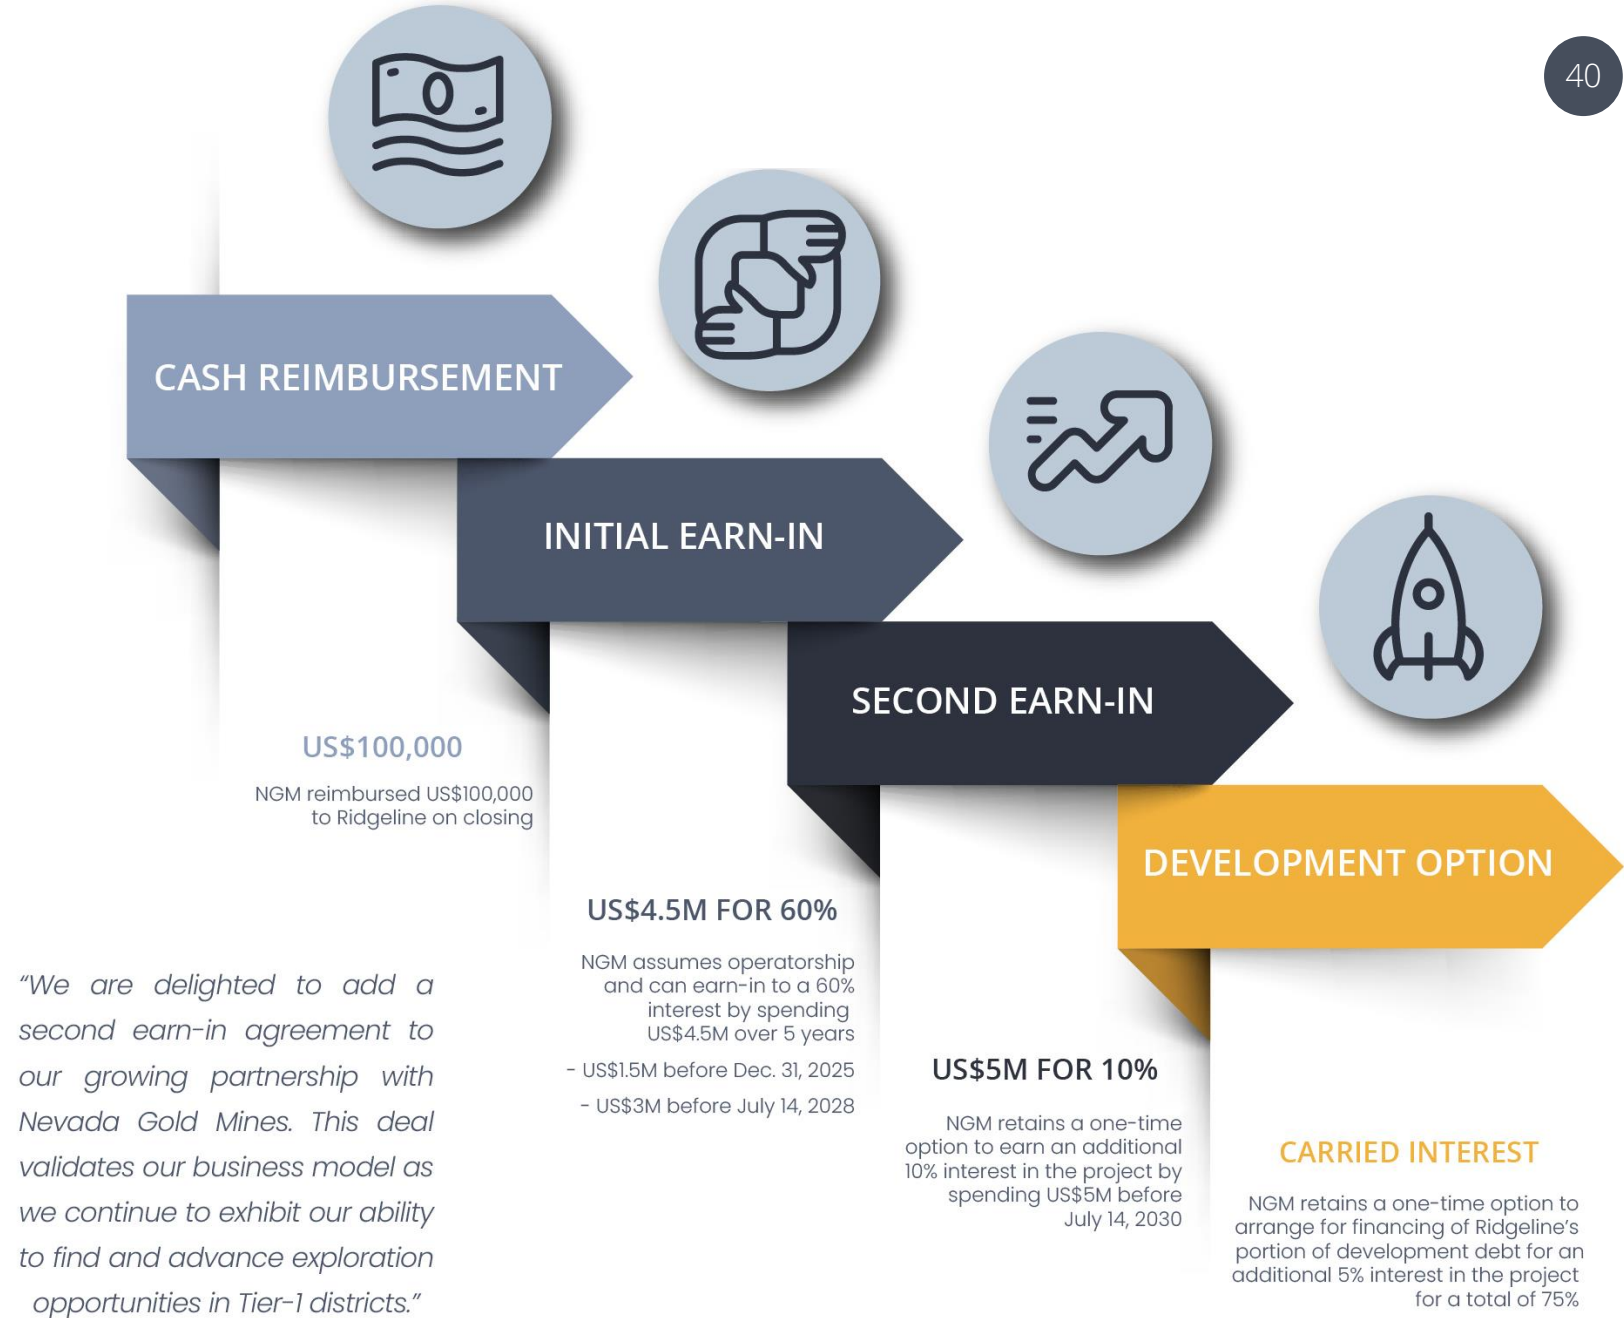 40
CASH REIMBURSEMENT
INITIAL EARN-IN
SECOND EARN-IN
DEVELOPMENT OPTION
US$100,000
NGM reimbursed US$100,000
to Ridgeline on closing
US$4.5M FOR 60%
NGM assumes operatorship
and can earn-in to a 60%
interest by spending
US$4.5M over 5 years
- US$1.5M before Dec. 31, 2025
- US$3M before July 14, 2028
US$5M FOR 10%
NGM retains a one-time
option to earn an additional
10% interest in the project by
spending US$5M before
July 14, 2030
CARRIED INTEREST
NGM retains a one-time option to
arrange for financing of Ridgeline’s
portion of development debt for an
additional 5% interest in the project
for a total of 75%
“We are delighted to add a
second earn-in agreement to
our growing partnership with
Nevada Gold Mines. This deal
validates our business model as
we continue to exhibit our ability
to find and advance exploration
opportunities in Tier-1 districts.”